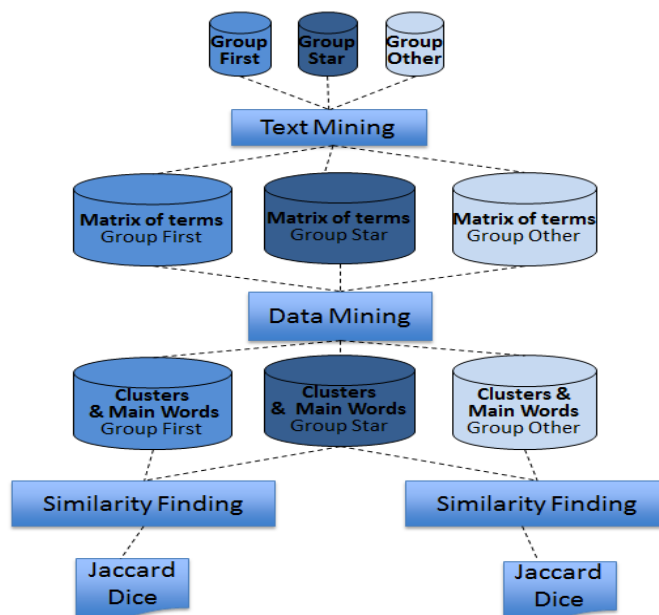 Group
First
Group
Star
Group
Other
Text Mining
Matrix of terms
Group First
Matrix of terms
Group Star
Matrix of terms
Group Other
Data Mining
Clusters
& Main Words
Group First
Clusters
& Main Words
Group Star
Clusters &
Main Words
Group Other
Similarity Finding
Similarity Finding
Jaccard
Dice
Jaccard
Dice